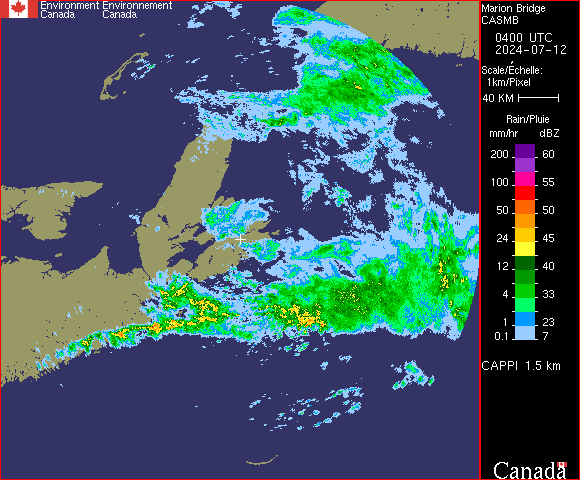 Environment Environnement
Canada Canada
Marion Bridge
CASMB
0400 UTC
2024-07-12
Scale/Échelle:
1km/Pixel
40 KM
Rain/Pluie
mm/hr dBZ
200 60
100 55
50 50
24 45
12 40
4 33
1 23
0.1 7
CAPPI 1.5 km
Canada